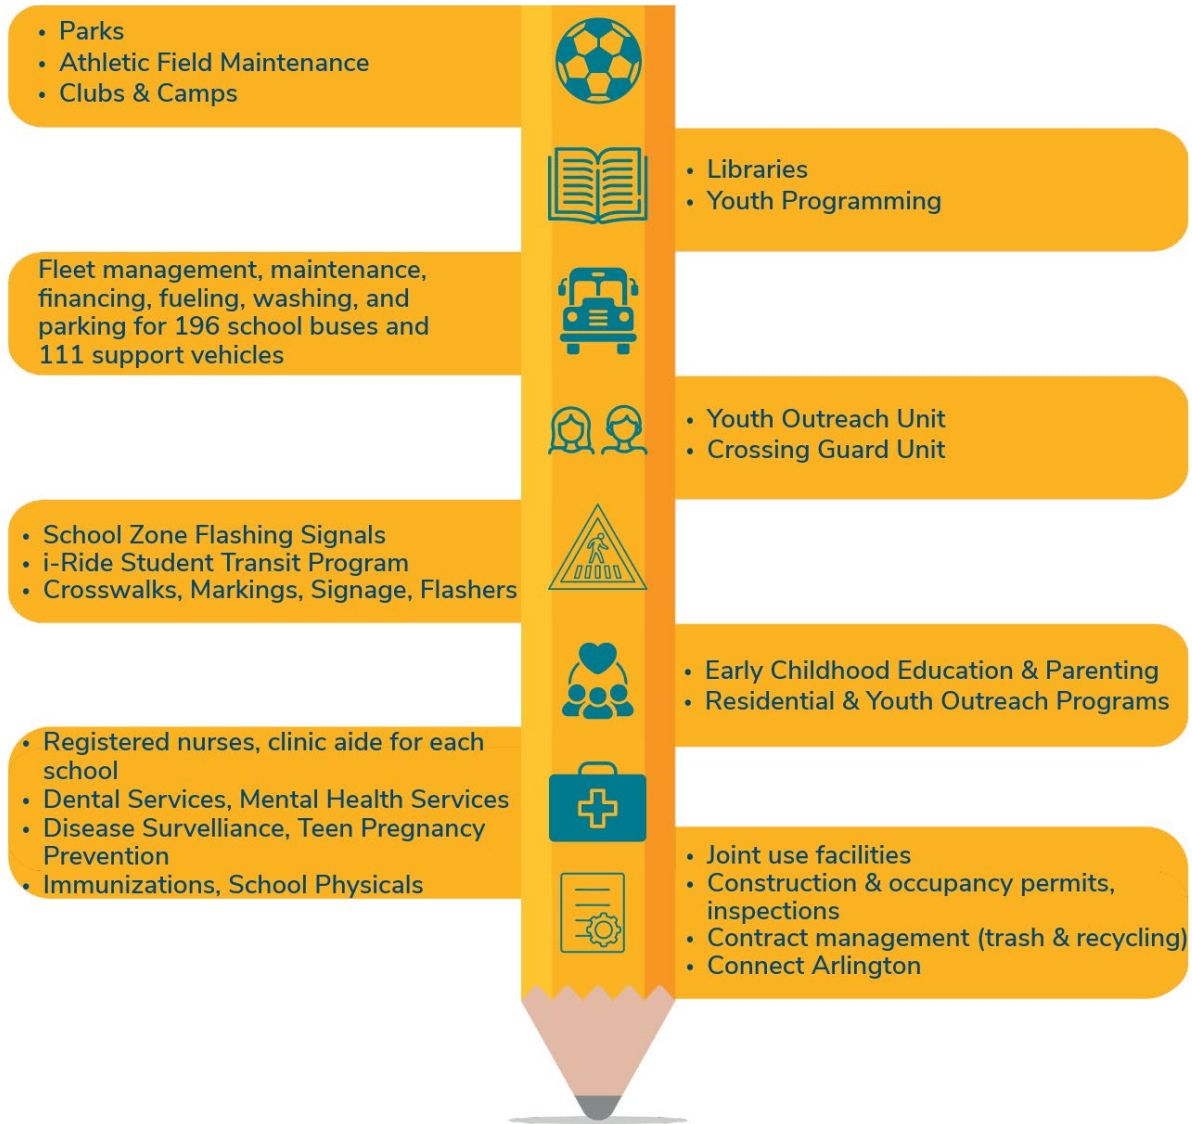 • Parks
• Athletic Field Maintenance
• Clubs & Camps
• Libraries
• Youth Programming
Fleet management, maintenance,
financing, fueling, washing, and
parking for 196 school buses and
111 support vehicles
• Youth Outreach Unit
• Crossing Guard Unit
• School Zone Flashing Signals
• i-Ride Student Transit Program
• Crosswalks, Markings, Signage, Flashers
• Early Childhood Education & Parenting
• Residential & Youth Outreach Programs
• Registered nurses, clinic aide for each
school
• Dental Services, Mental Health Services
• Disease Survelliance, Teen Pregnancy
Prevention
• Immunizations, School Physicals
• Joint use facilities
• Construction & occupancy permits,
inspections
• Contract management (trash & recycling)
• Connect Arlington